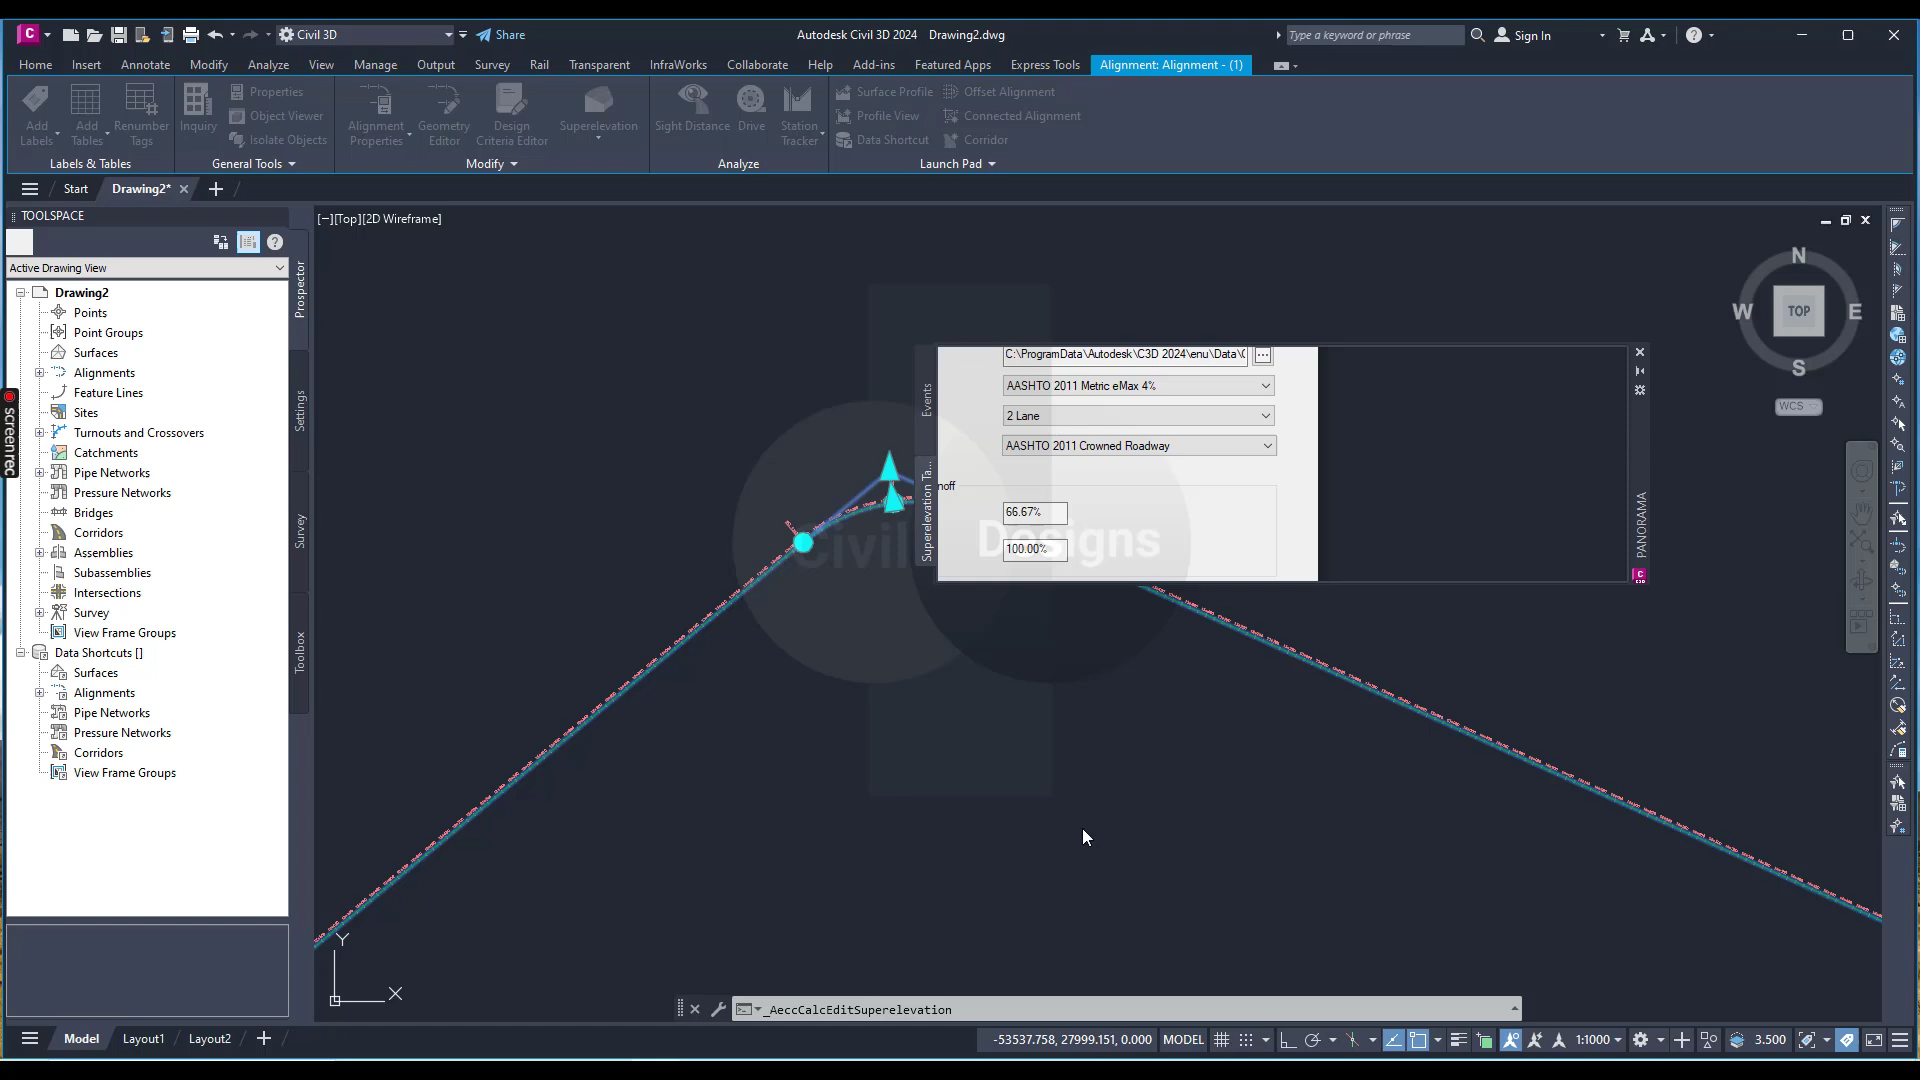 Civil 3D
Share
Autodesk Civil 3D 2024 Drawing2.dwg
Type a keyword or phrase
Sign In
Home Insert Annotate Modify Analyze View Manage Output Survey Rail Transparent InfraWorks Collaborate Help Add-ins Featured Apps Express Tools Alignment: Alignment - (1)
Add Labels
Add Tables
Renumber Tags
Labels & Tables
Inquiry
Properties
Object Viewer
Isolate Objects
General Tools
Alignment Properties
Geometry Editor
Design Criteria Editor
Superelevation
Modify
Sight Distance
Drive
Station Tracker
Analyze
Surface Profile
Profile View
Data Shortcut
Offset Alignment
Connected Alignment
Corridor
Launch Pad
Start
Drawing2*
TOOLSPACE
Active Drawing View
Drawing2
Points
Point Groups
Surfaces
Alignments
Feature Lines
Sites
Turnouts and Crossovers
Catchments
Pipe Networks
Pressure Networks
Bridges
Corridors
Assemblies
Subassemblies
Intersections
Survey
View Frame Groups
Data Shortcuts []
Surfaces
Alignments
Pipe Networks
Pressure Networks
Corridors
View Frame Groups
Prospector
Settings
Survey
Toolbox
screenrec
[−][Top][2D Wireframe]
N
W
TOP
E
S
WCS
Events
Superelevation Ta...
C:\ProgramData\Autodesk\C3D 2024\enu\Data\C
...
AASHTO 2011 Metric eMax 4%
2 Lane
AASHTO 2011 Crowned Roadway
noff
66.67%
100.00%
PANORAMA
Civil Designs
Y
X
_AeccCalcEditSuperelevation
Model Layout1 Layout2
-53537.758, 27999.151, 0.000 MODEL
1:1000
3.500